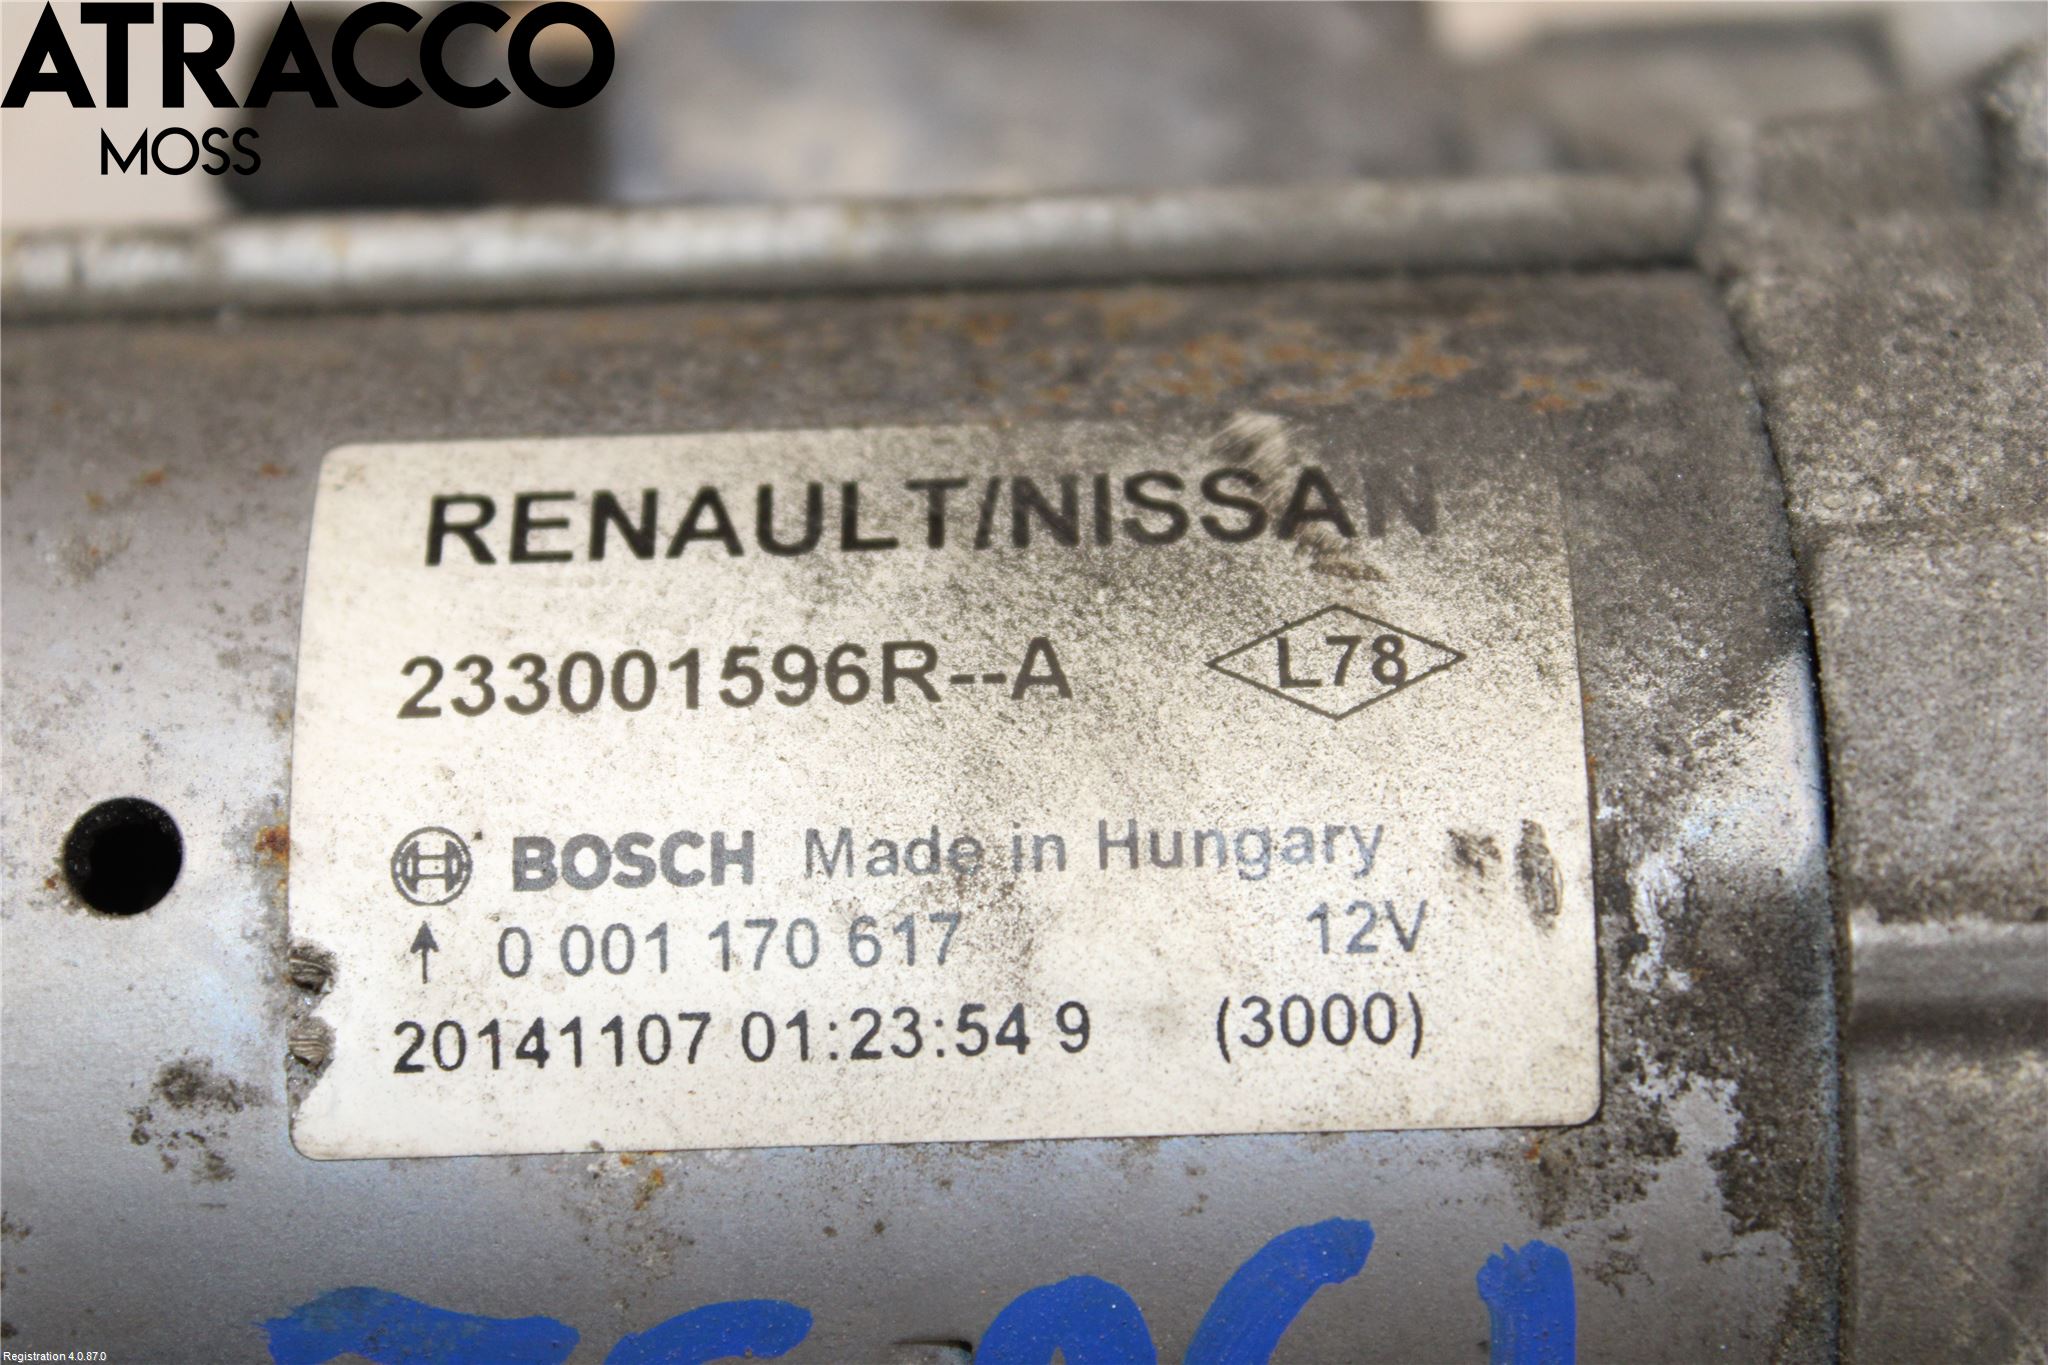 ATRACCO
MOSS
RENAULT/NISSAN
233001596R--A L78
BOSCH Made in Hungary
0 001 170 617 12V
20141107 01:23:54 9 (3000)
Registration 4.0.87.0